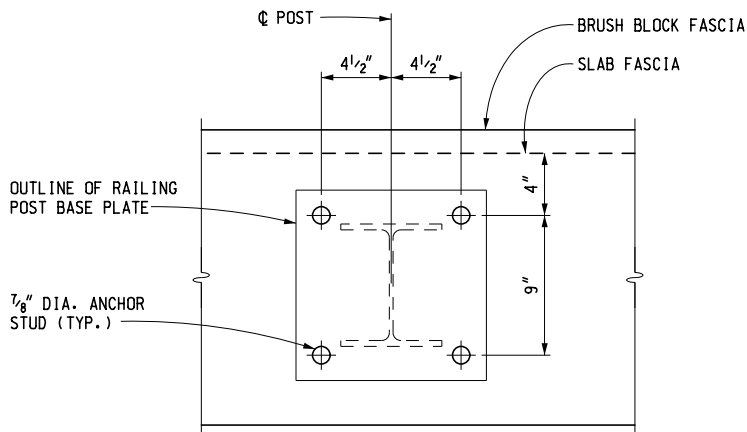 ℄ POST
BRUSH BLOCK FASCIA
SLAB FASCIA
4 1/2"
4 1/2"
4"
OUTLINE OF RAILING
POST BASE PLATE
9"
7/8" DIA. ANCHOR
STUD (TYP.)